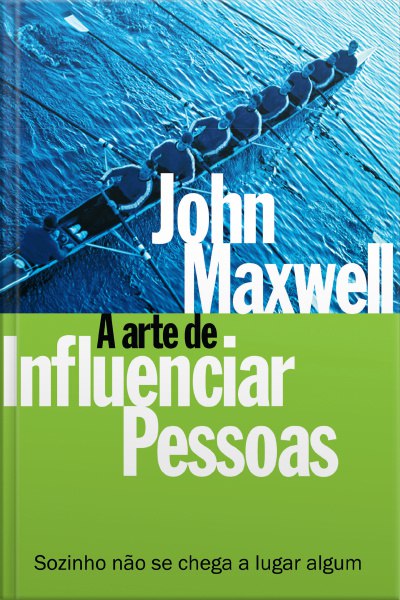 John
Maxwell
A arte de
Influenciar
Pessoas
Sozinho não se chega a lugar algum